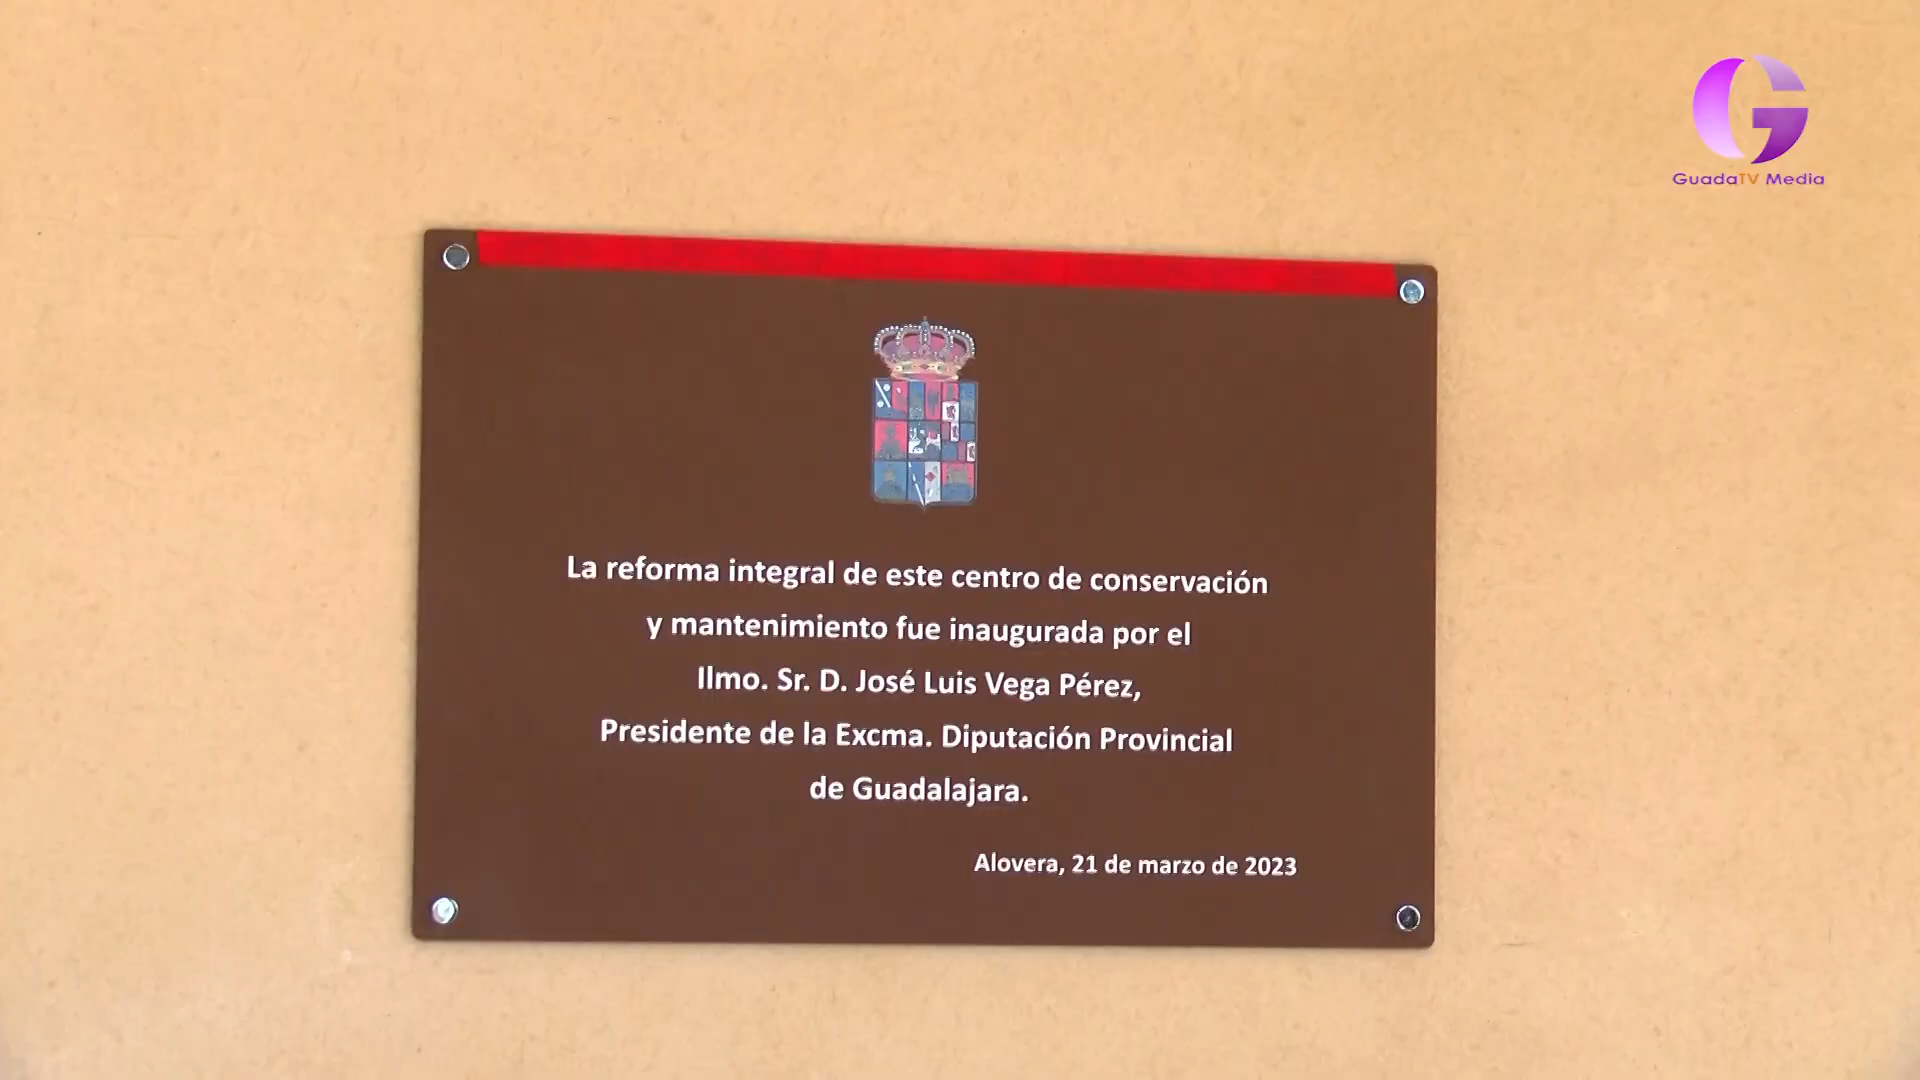 GuadaTV Media
La reforma integral de este centro de conservación
y mantenimiento fue inaugurada por el
Ilmo. Sr. D. José Luis Vega Pérez,
Presidente de la Excma. Diputación Provincial
de Guadalajara.
Alovera, 21 de marzo de 2023